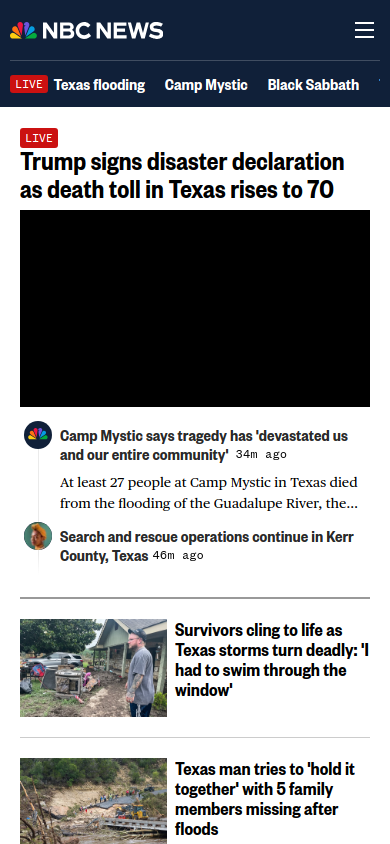 NBC NEWS
LIVE Texas flooding Camp Mystic Black Sabbath
LIVE
Trump signs disaster declaration
as death toll in Texas rises to 70
Camp Mystic says tragedy has 'devastated us
and our entire community' 34m ago
At least 27 people at Camp Mystic in Texas died
from the flooding of the Guadalupe River, the...
Search and rescue operations continue in Kerr
County, Texas 46m ago
Survivors cling to life as
Texas storms turn deadly: 'I
had to swim through the
window'
Texas man tries to 'hold it
together' with 5 family
members missing after
floods